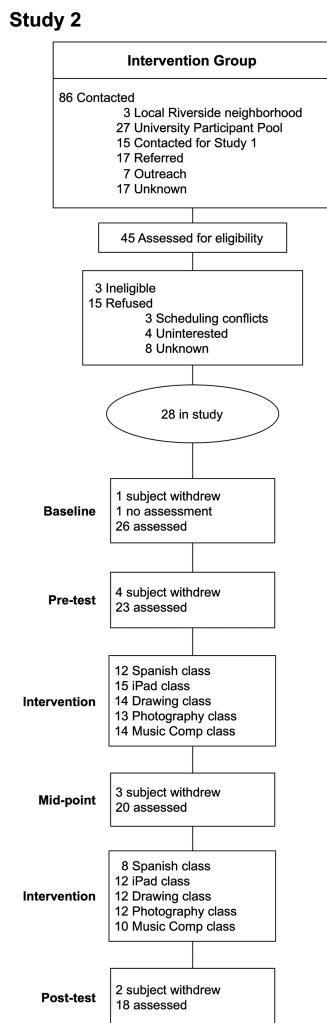 Study 2
Intervention Group
86 Contacted
3 Local Riverside neighborhood
27 University Participant Pool
15 Contacted for Study 1
17 Referred
7 Outreach
17 Unknown
45 Assessed for eligibility
3 Ineligible
15 Refused
3 Scheduling conflicts
4 Uninterested
8 Unknown
28 in study
Baseline
1 subject withdrew
1 no assessment
26 assessed
Pre-test
4 subject withdrew
23 assessed
Intervention
12 Spanish class
15 iPad class
14 Drawing class
13 Photography class
14 Music Comp class
Mid-point
3 subject withdrew
20 assessed
Intervention
8 Spanish class
12 iPad class
12 Drawing class
12 Photography class
10 Music Comp class
Post-test
2 subject withdrew
18 assessed